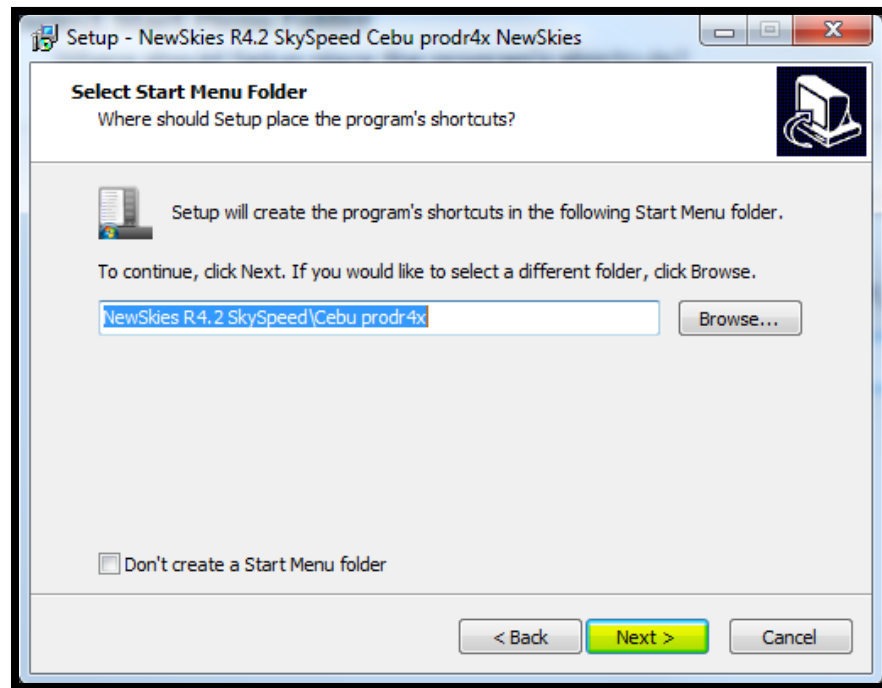 Setup - NewSkies R4.2 SkySpeed Cebu prodr4x NewSkies
Select Start Menu Folder
Where should Setup place the program's shortcuts?
Setup will create the program's shortcuts in the following Start Menu folder.
To continue, click Next. If you would like to select a different folder, click Browse.
NewSkies R4.2 SkySpeed\Cebu prodr4x
Browse...
Don't create a Start Menu folder
< Back
Next >
Cancel